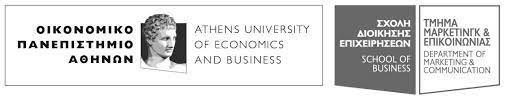 ΟΙΚΟΝΟΜΙΚΟ
ΠΑΝΕΠΙΣΤΗΜΙΟ
ΑΘΗΝΩΝ
ATHENS UNIVERSITY
OF ECONOMICS
AND BUSINESS
ΣΧΟΛΗ
ΔΙΟΙΚΗΣΗΣ
ΕΠΙΧΕΙΡΗΣΕΩΝ
SCHOOL OF
BUSINESS
ΤΜΗΜΑ
ΜΑΡΚΕΤΙΝΓΚ &
ΕΠΙΚΟΙΝΩΝΙΑΣ
DEPARTMENT OF
MARKETING &
COMMUNICATION